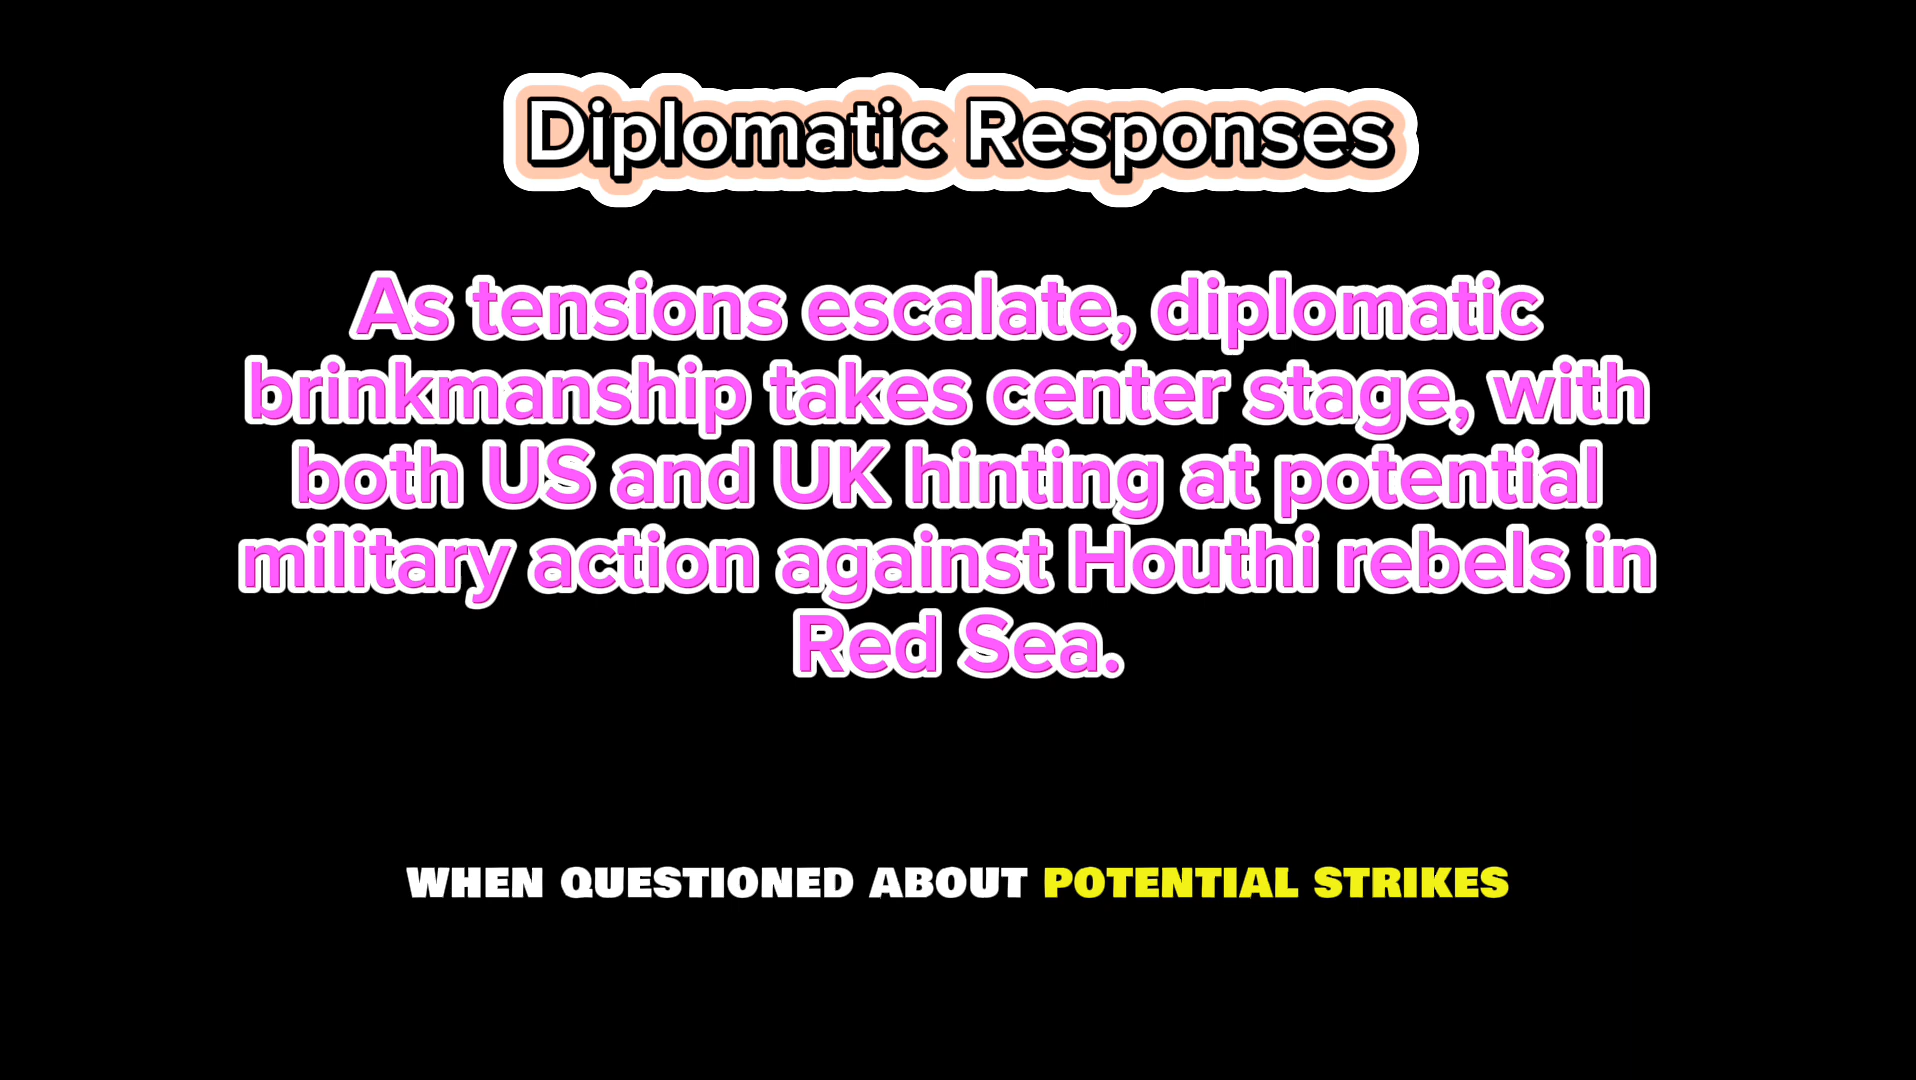 Diplomatic Responses
As tensions escalate, diplomatic
brinkmanship takes center stage, with
both US and UK hinting at potential
military action against Houthi rebels in
Red Sea.
WHEN QUESTIONED ABOUT POTENTIAL STRIKES